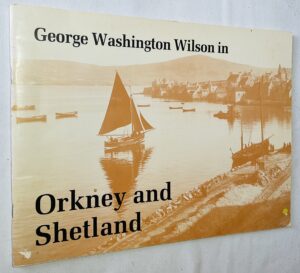 George Washington Wilson in
Orkney and
Shetland